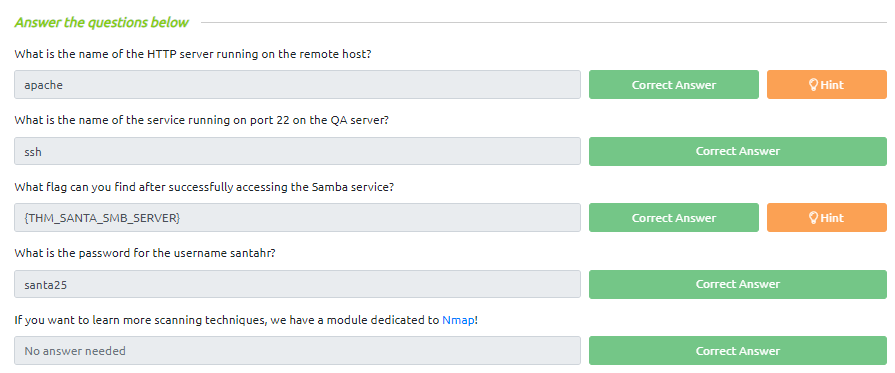 Answer the questions below
What is the name of the HTTP server running on the remote host?
apache Correct Answer Hint
What is the name of the service running on port 22 on the QA server?
ssh Correct Answer
What flag can you find after successfully accessing the Samba service?
{THM_SANTA_SMB_SERVER} Correct Answer Hint
What is the password for the username santahr?
santa25 Correct Answer
If you want to learn more scanning techniques, we have a module dedicated to Nmap!
No answer needed Correct Answer